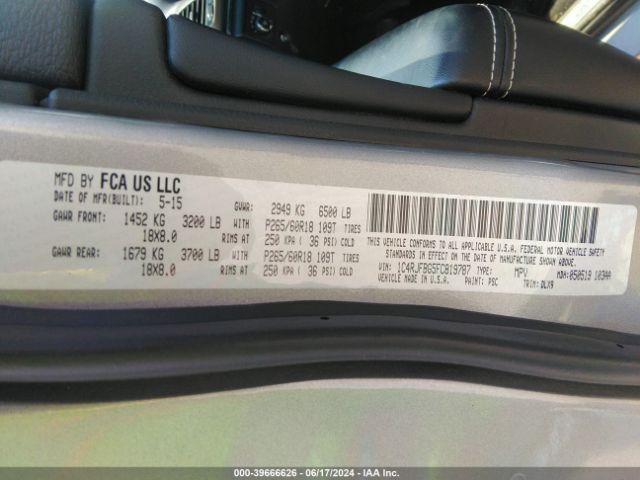 MFD BY FCA US LLC
DATE OF MFR(BUILT): 5-15 GVWR: 2949 KG 6500 LB
GAWR FRONT: 1452 KG 3200 LB WITH P265/60R18 109T TIRES
18X8.0 RIMS AT 250 KPA ( 36 PSI) COLD
GAWR REAR: 1679 KG 3700 LB WITH P265/60R18 109T TIRES
18X8.0 RIMS AT 250 KPA ( 36 PSI) COLD
THIS VEHICLE CONFORMS TO ALL APPLICABLE U.S.A. FEDERAL MOTOR VEHICLE SAFETY
STANDARDS IN EFFECT ON THE DATE OF MANUFACTURE SHOWN ABOVE.
VIN: 1C4RJFBG5FC819787 TYPE: MPV MDH:050519 103AA
VEHICLE MADE IN U.S.A. PAINT: PSC TRIM: DLX9
000-39666626 / 06/17/2024 / IAA Inc.